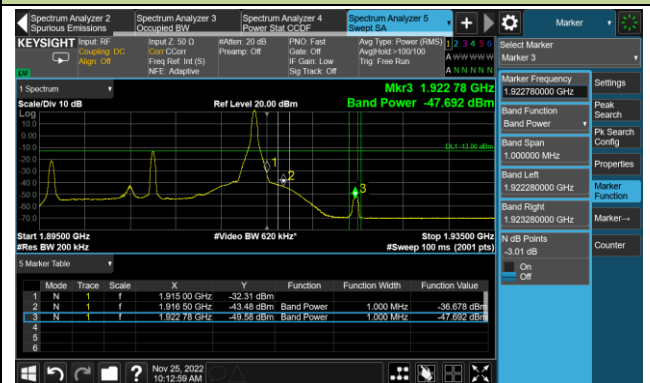 Spectrum Analyzer 2 Spectrum Analyzer 3 Spectrum Analyzer 4 Spectrum Analyzer 5 Marker
Spurious Emissions Occupied BW Power Stat CCDF Swept SA
KEYSIGHT Input: RF Input Z: 50 Ω #Atten: 20 dB PNO: Fast Avg Type: Power (RMS) 1 2 3 4 5 6
Coupling: DC Corr CCorr Preamp: Off Gate: Off Avg|Hold:>100/100 A W W W W W
Align: Off Freq Ref: Int (S) IF Gain: Low Trig: Free Run
NFE: Adaptive Sig Track: Off A N N N N N
Select Marker
Marker 3
1 Spectrum Mkr3 1.922 78 GHz
Scale/Div 10 dB Ref Level 20.00 dBm Band Power -47.692 dBm
Log
10.0
0.00
-10.0
DL1 -13.00 dBm
-20.0
-30.0
-40.0
-50.0
-60.0
-70.0
1
2
3
Start 1.89500 GHz #Video BW 620 kHz* Stop 1.93500 GHz
#Res BW 200 kHz #Sweep 100 ms (2001 pts)
5 Marker Table
Mode Trace Scale X Y Function Function Width Function Value
1 N 1 f 1.915 00 GHz -32.31 dBm
2 N 1 f 1.916 50 GHz -43.48 dBm Band Power 1.000 MHz -36.678 dBm
3 N 1 f 1.922 78 GHz -49.58 dBm Band Power 1.000 MHz -47.692 dBm
4
5
6
Marker Frequency
1.922780000 GHz
Band Function
Band Power
Band Span
1.000000 MHz
Band Left
1.922280000 GHz
Band Right
1.923280000 GHz
N dB Points
-3.01 dB
On
Off
Settings
Peak
Search
Pk Search
Config
Properties
Marker
Function
Marker→
Counter
? Nov 25, 2022
10:12:59 AM